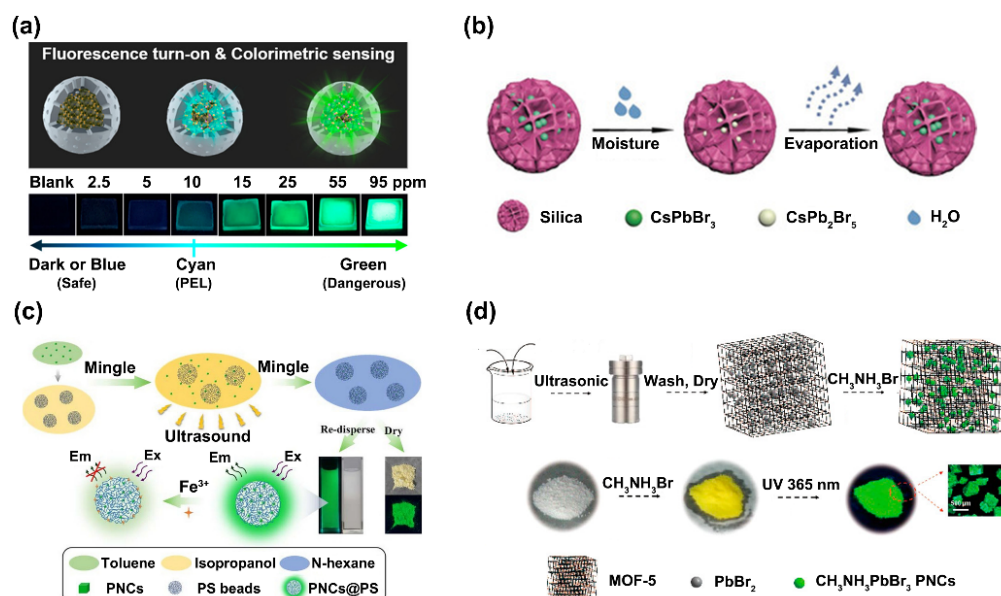 (a)
Fluorescence turn-on & Colorimetric sensing
Blank 2.5 5 10 15 25 55 95 ppm
Dark or Blue
(Safe)
Cyan
(PEL)
Green
(Dangerous)
(b)
Moisture
Evaporation
Silica
CsPbBr₃
CsPb₂Br₅
H₂O
(c)
Mingle
Mingle
Ultrasound
Re-disperse
Dry
Em
Ex
Fe³⁺
Em
Ex
Toluene
Isopropanol
N-hexane
PNCs
PS beads
PNCs@PS
(d)
Ultrasonic
Wash, Dry
CH₃NH₃Br
CH₃NH₃Br
UV 365 nm
500μm
MOF-5
PbBr₂
CH₃NH₃PbBr₃ PNCs